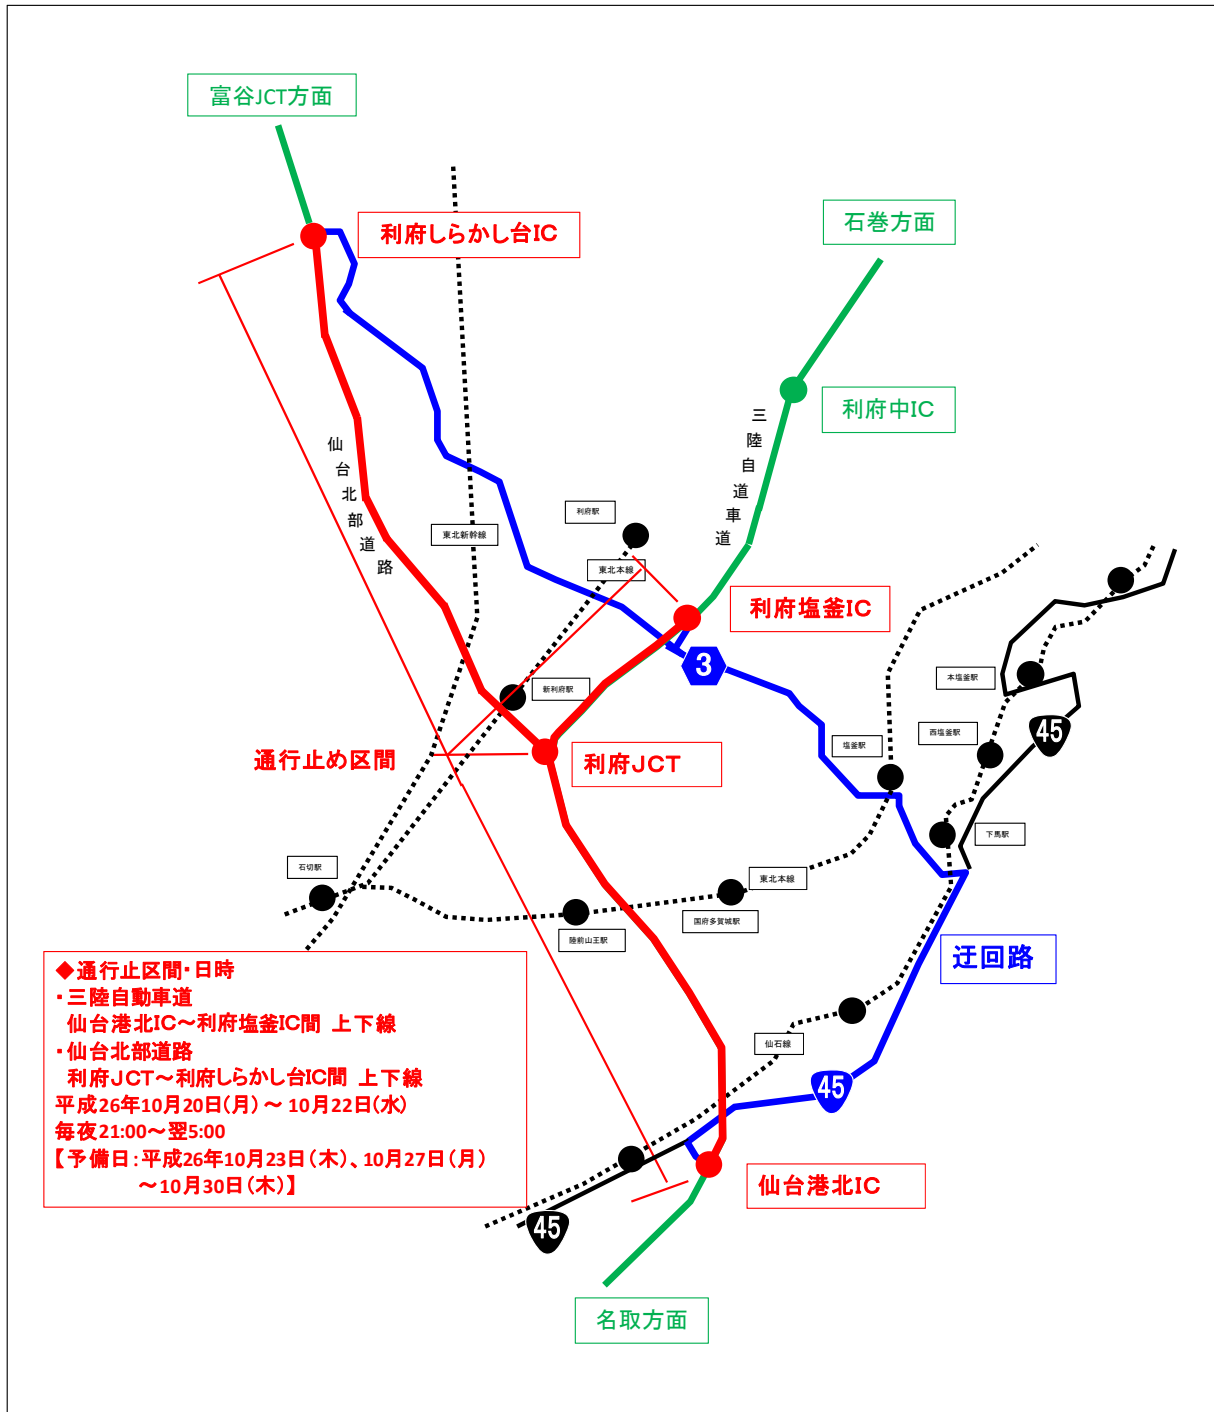 富谷JCT方面
利府しらかし台IC
石巻方面
利府中IC
三陸自道車道
仙台北部道路
利府駅
東北新幹線
東北本線
利府塩釜IC
3
新利府駅
本塩釜駅
西塩釜駅
45
塩釜駅
通行止め区間
利府JCT
下馬駅
石切駅
東北本線
国府多賀城駅
陸前山王駅
迂回路
◆通行止区間・日時
・三陸自動車道
仙台港北IC～利府塩釜IC間 上下線
・仙台北部道路
利府JCT～利府しらかし台IC間 上下線
平成26年10月20日(月)～10月22日(水)
毎夜21:00～翌5:00
【予備日:平成26年10月23日(木)、10月27日(月)
～10月30日(木)】
仙石線
45
仙台港北IC
45
名取方面